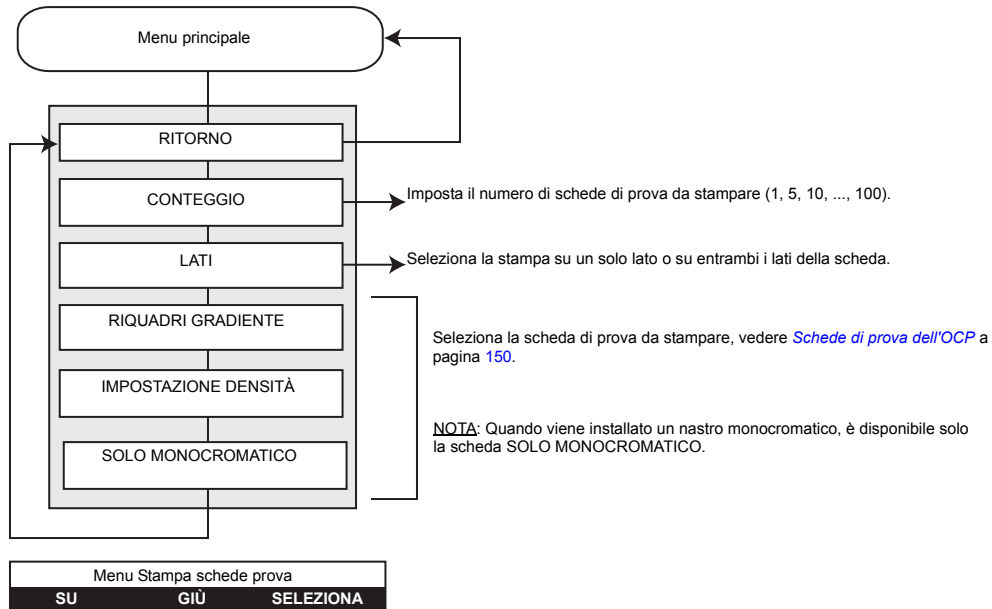 Menu principale
RITORNO
CONTEGGIO
Imposta il numero di schede di prova da stampare (1, 5, 10, ..., 100).
LATI
Seleziona la stampa su un solo lato o su entrambi i lati della scheda.
RIQUADRI GRADIENTE
Seleziona la scheda di prova da stampare, vedere Schede di prova dell'OCP a
pagina 150.
IMPOSTAZIONE DENSITÀ
NOTA: Quando viene installato un nastro monocromatico, è disponibile solo
la scheda SOLO MONOCROMATICO.
SOLO MONOCROMATICO
Menu Stampa schede prova
SU GIÙ SELEZIONA